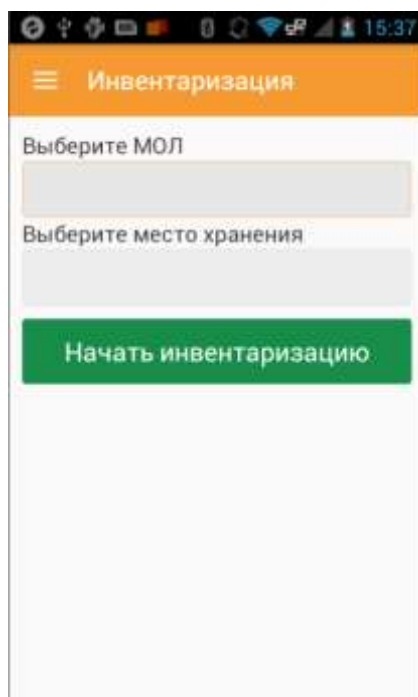 15:37
Инвентаризация
Выберите МОЛ
Выберите место хранения
Начать инвентаризацию